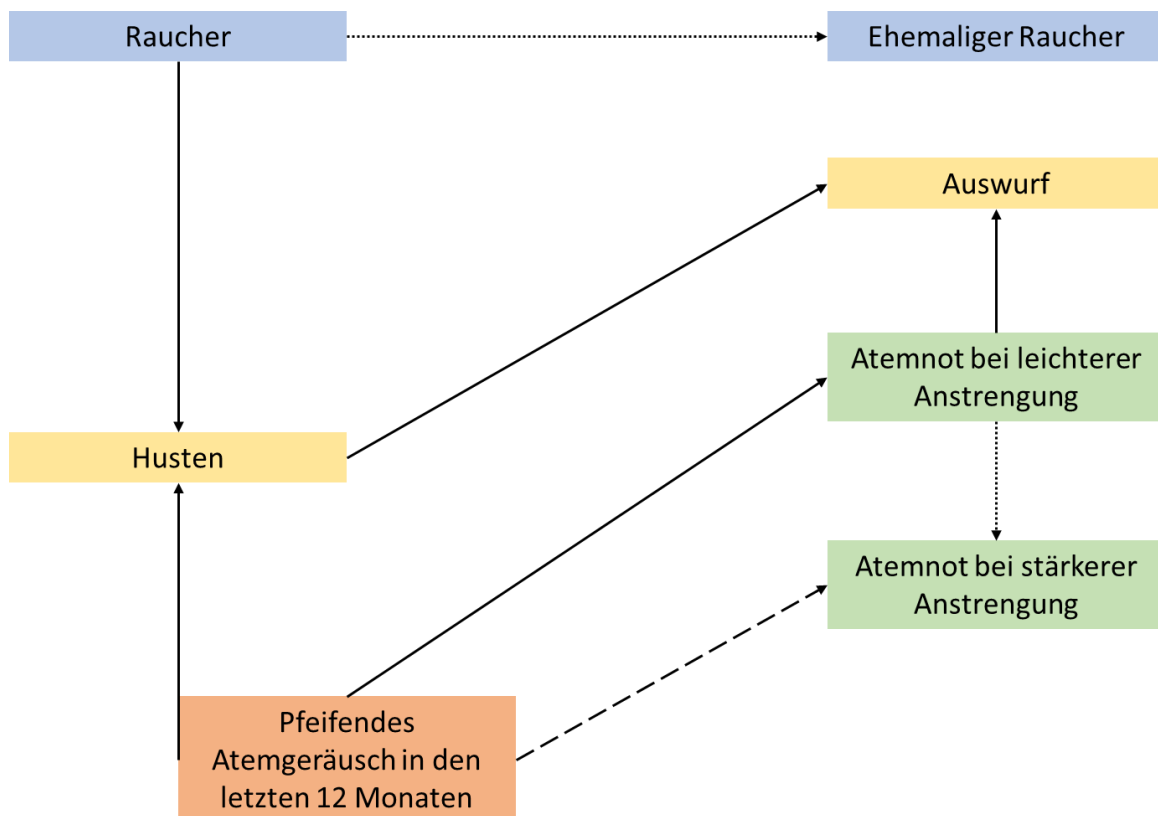 Raucher
Ehemaliger Raucher
Auswurf
Atemnot bei leichterer
Anstrengung
Husten
Atemnot bei stärkerer
Anstrengung
Pfeifendes
Atemgeräusch in den
letzten 12 Monaten